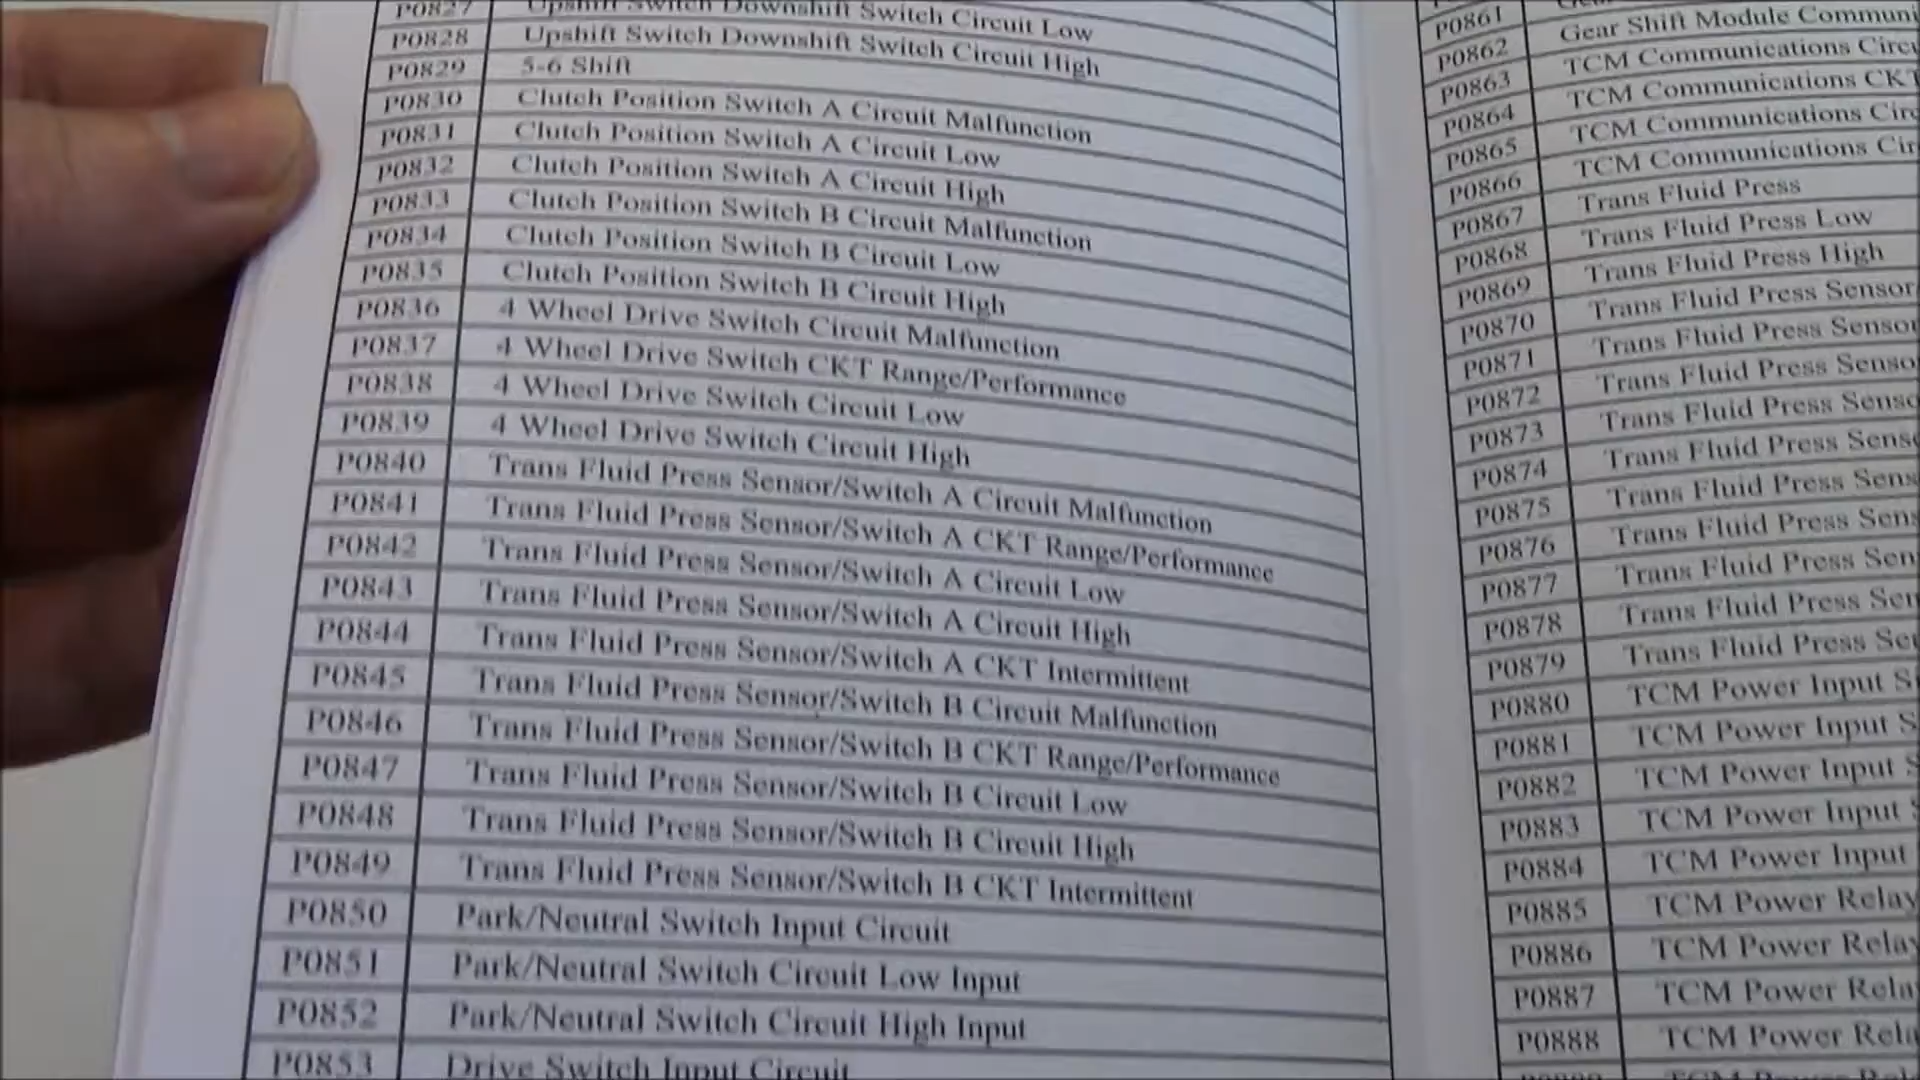 P0827 Upshift Switch Downshift Switch Circuit Low
P0828 Upshift Switch Downshift Switch Circuit High
P0829 5-6 Shift
P0830 Clutch Position Switch A Circuit Malfunction
P0831 Clutch Position Switch A Circuit Low
P0832 Clutch Position Switch A Circuit High
P0833 Clutch Position Switch B Circuit Malfunction
P0834 Clutch Position Switch B Circuit Low
P0835 Clutch Position Switch B Circuit High
P0836 4 Wheel Drive Switch Circuit Malfunction
P0837 4 Wheel Drive Switch CKT Range/Performance
P0838 4 Wheel Drive Switch Circuit Low
P0839 4 Wheel Drive Switch Circuit High
P0840 Trans Fluid Press Sensor/Switch A Circuit Malfunction
P0841 Trans Fluid Press Sensor/Switch A CKT Range/Performance
P0842 Trans Fluid Press Sensor/Switch A Circuit Low
P0843 Trans Fluid Press Sensor/Switch A Circuit High
P0844 Trans Fluid Press Sensor/Switch A CKT Intermittent
P0845 Trans Fluid Press Sensor/Switch B Circuit Malfunction
P0846 Trans Fluid Press Sensor/Switch B CKT Range/Performance
P0847 Trans Fluid Press Sensor/Switch B Circuit Low
P0848 Trans Fluid Press Sensor/Switch B Circuit High
P0849 Trans Fluid Press Sensor/Switch B CKT Intermittent
P0850 Park/Neutral Switch Input Circuit
P0851 Park/Neutral Switch Circuit Low Input
P0852 Park/Neutral Switch Circuit High Input
P0853 Drive Switch Input Circuit
P0861
P0862 Gear Shift Module Communi
P0863 TCM Communications Circu
P0864 TCM Communications CKT
P0865 TCM Communications Circ
P0866 TCM Communications Cir
P0867 Trans Fluid Press
P0868 Trans Fluid Press Low
P0869 Trans Fluid Press High
P0870 Trans Fluid Press Sensor/
P0871 Trans Fluid Press Sensor
P0872 Trans Fluid Press Sensor
P0873 Trans Fluid Press Senso
P0874 Trans Fluid Press Senso
P0875 Trans Fluid Press Sens
P0876 Trans Fluid Press Sens
P0877 Trans Fluid Press Sen
P0878 Trans Fluid Press Sen
P0879 Trans Fluid Press Se
P0880 TCM Power Input Si
P0881 TCM Power Input S
P0882 TCM Power Input S
P0883 TCM Power Input S
P0884 TCM Power Input
P0885 TCM Power Relay
P0886 TCM Power Relay
P0887 TCM Power Relay
P0888 TCM Power Rela